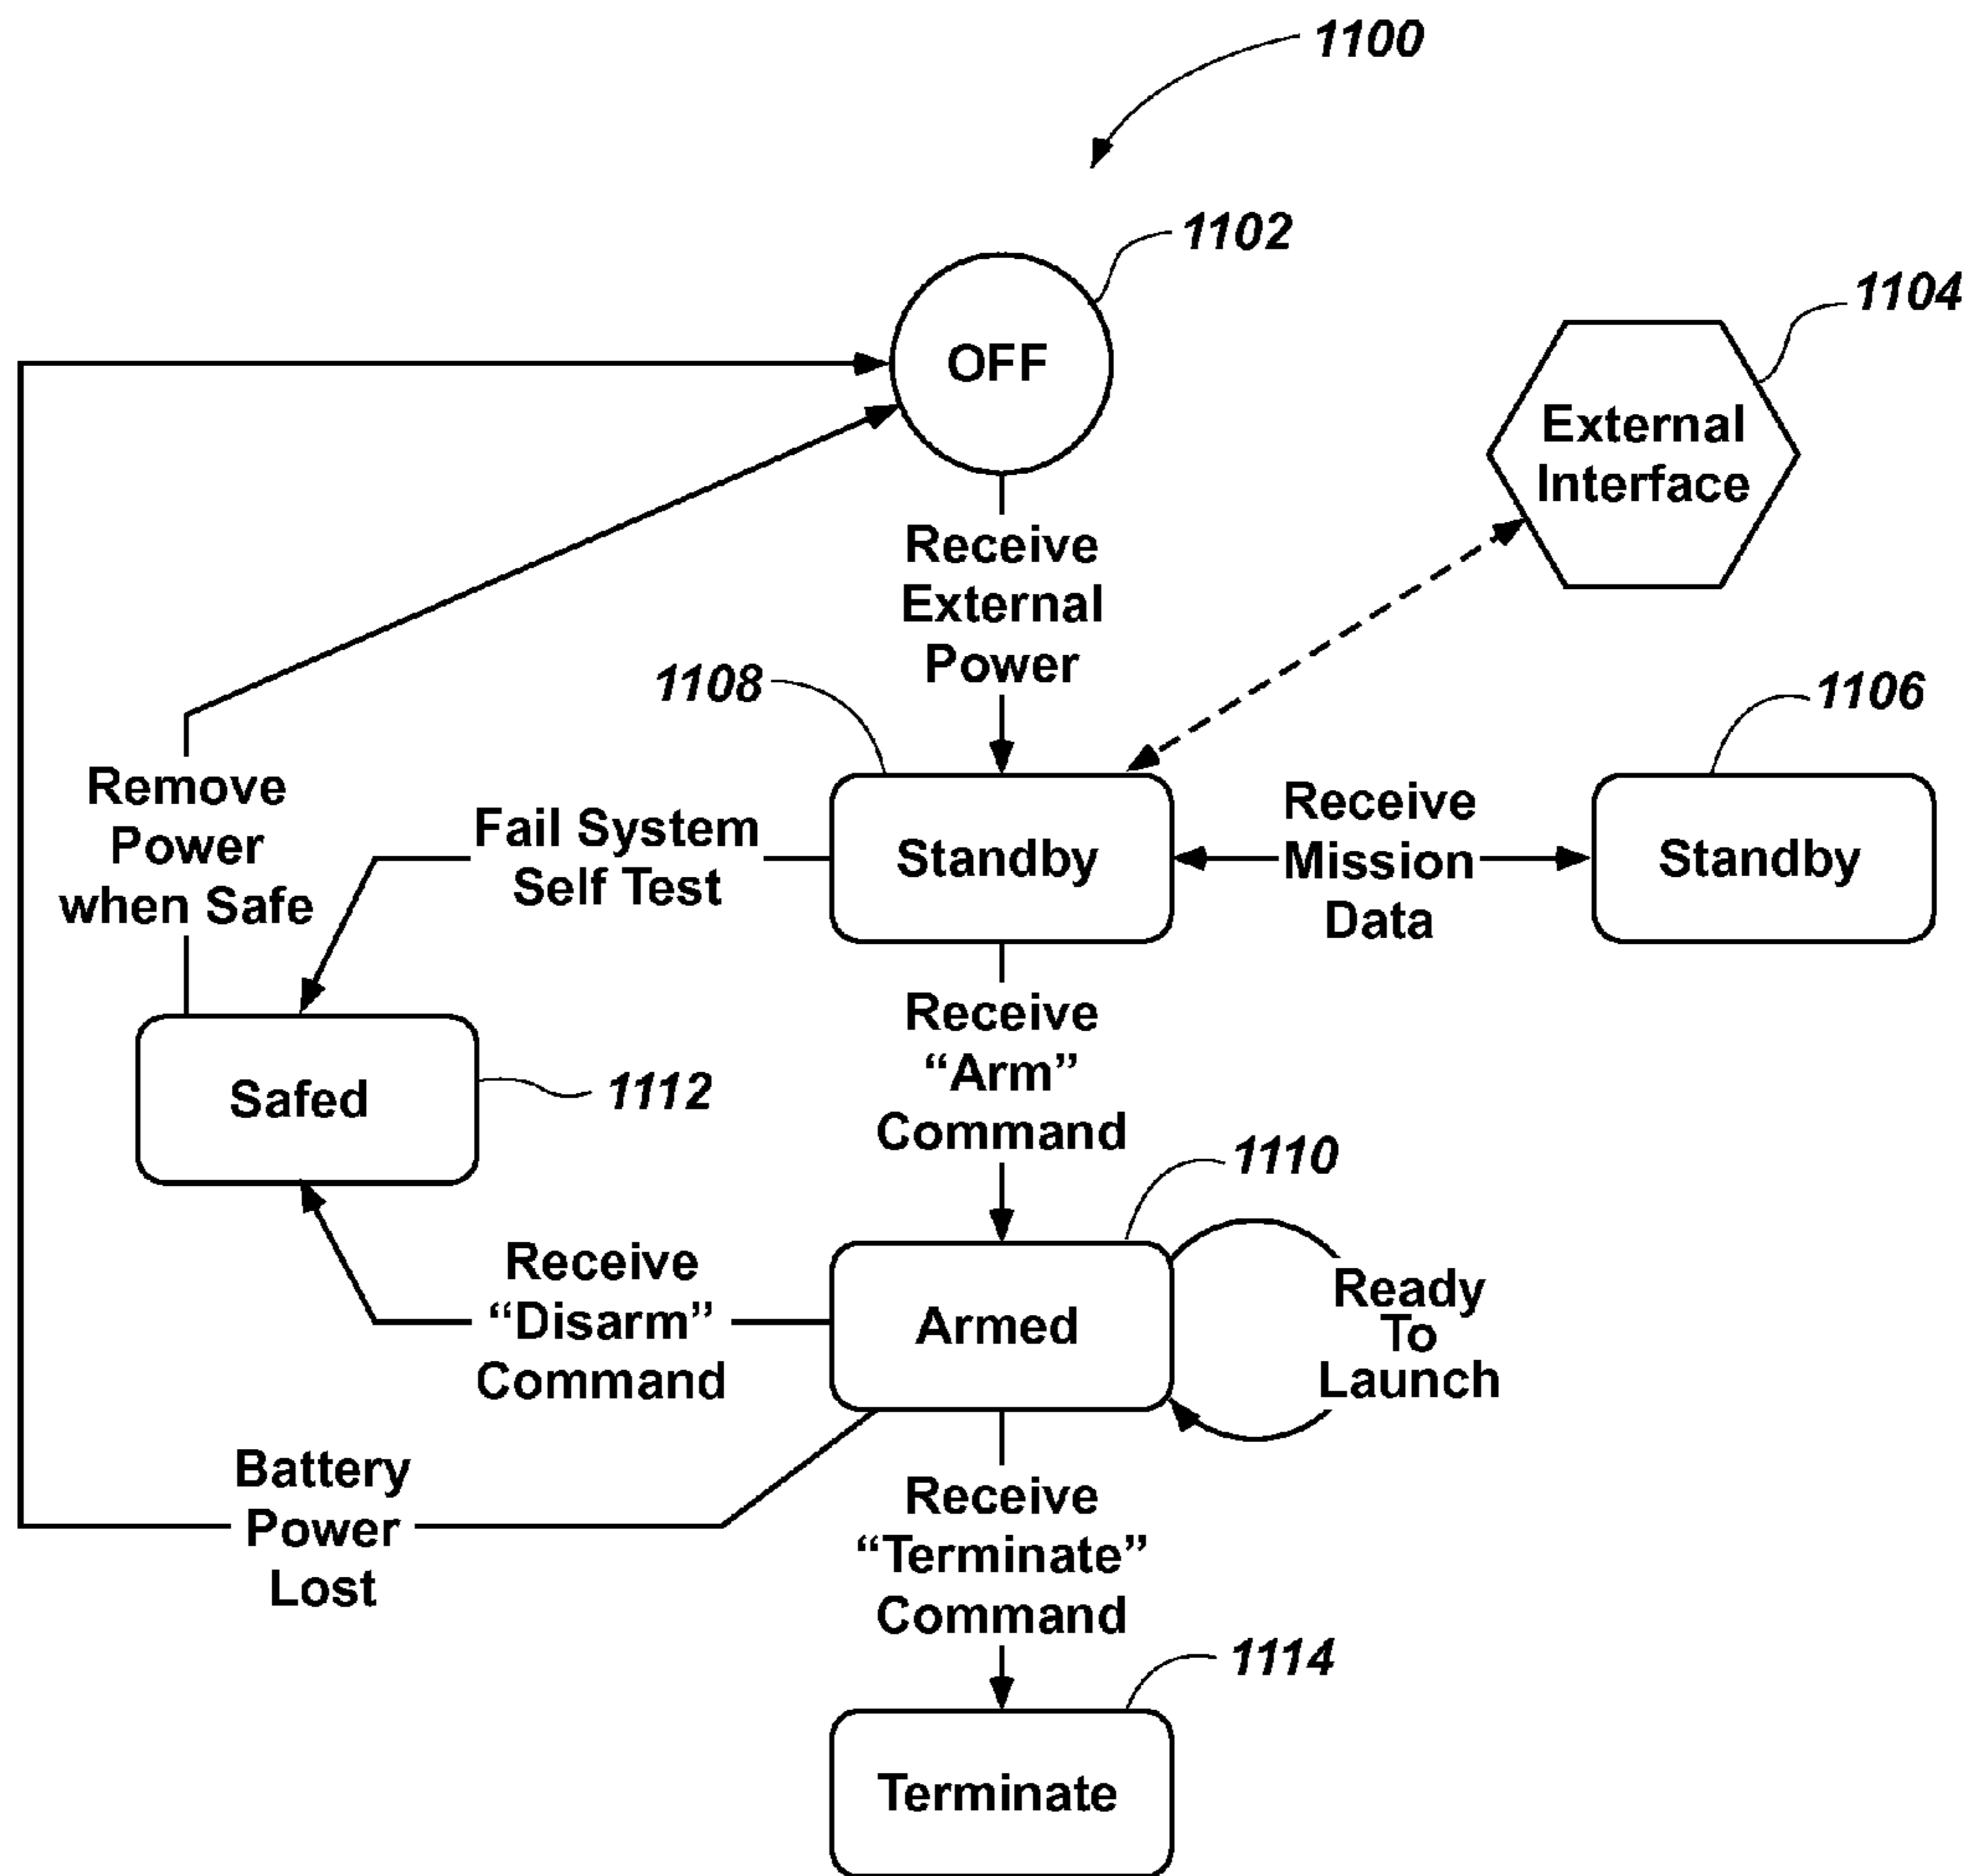 1100
1102
1104
OFF
External
Interface
Receive
External
Power
1108
1106
Remove
Power
when Safe
Fail System
Self Test
Standby
Receive
Mission
Data
Standby
Safed
1112
Receive
“Arm”
Command
1110
Receive
“Disarm”
Command
Armed
Ready
To
Launch
Battery
Power
Lost
Receive
“Terminate”
Command
1114
Terminate